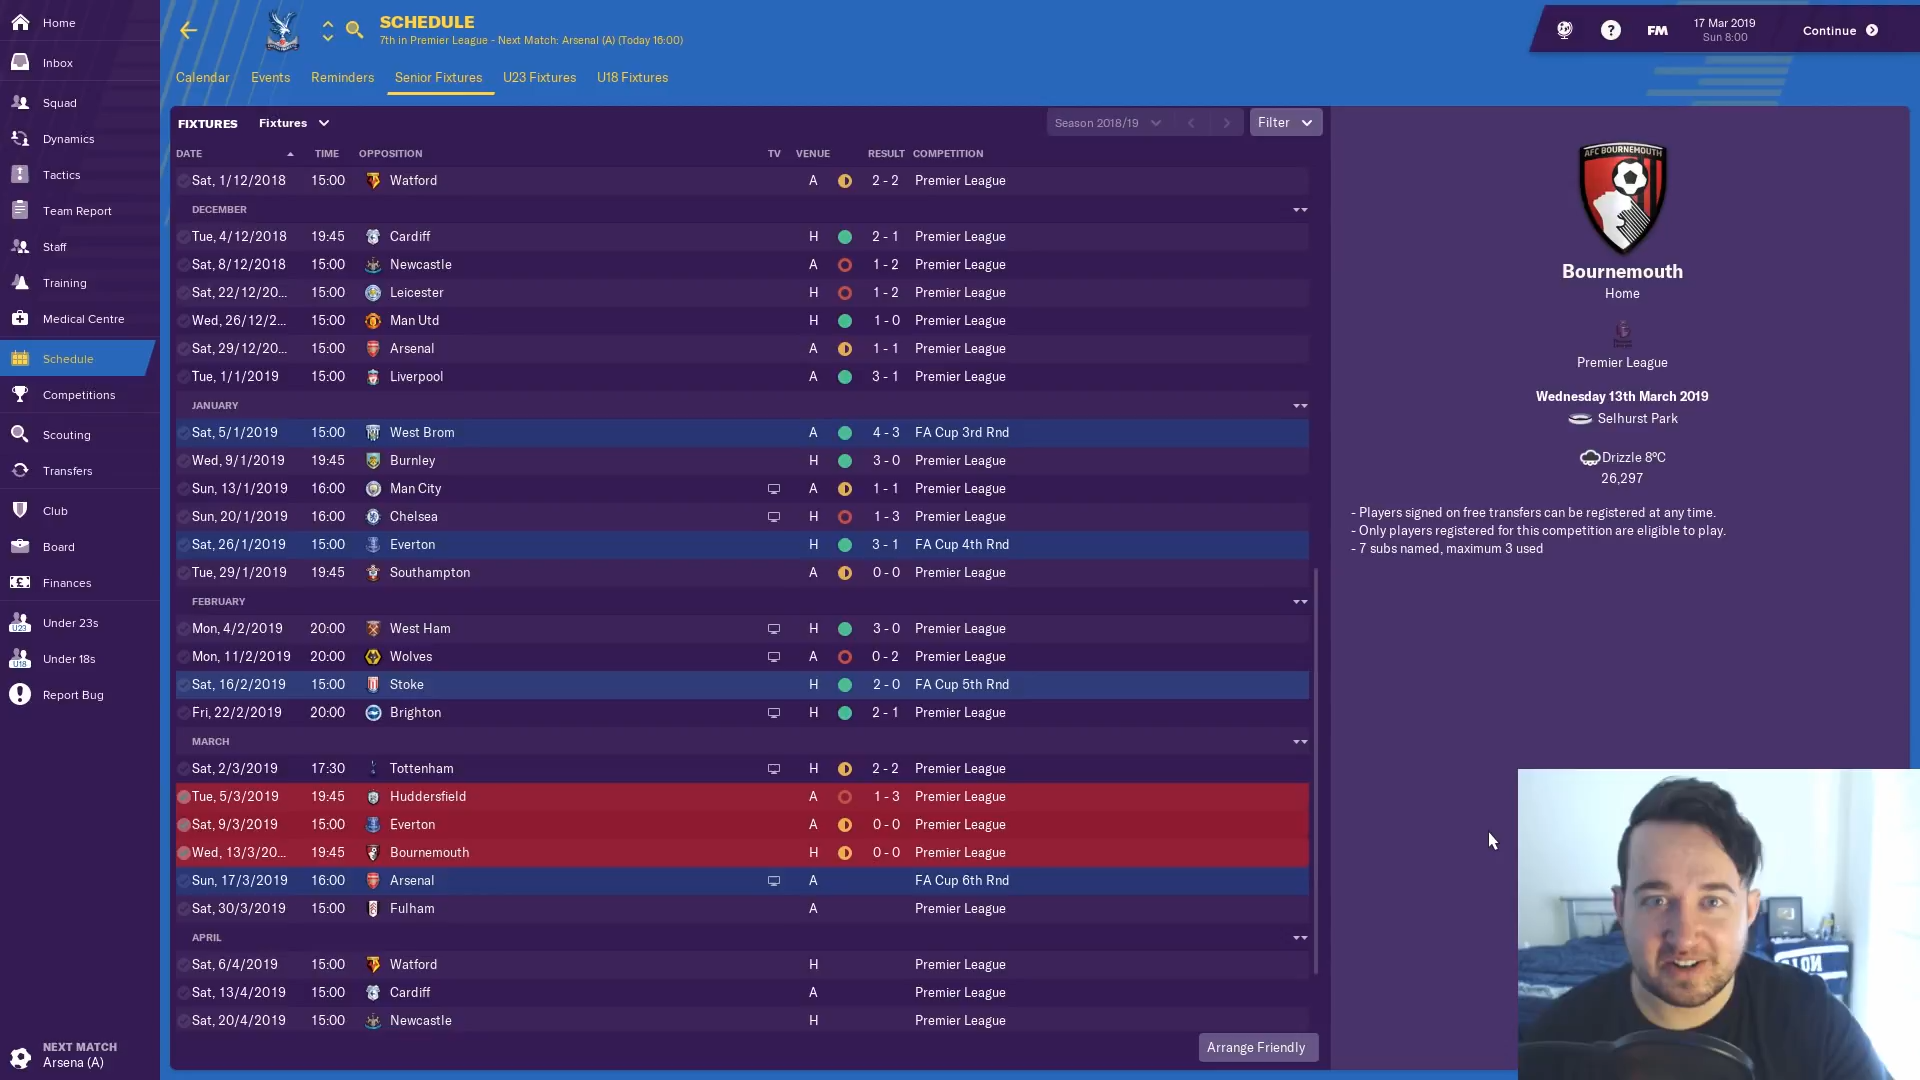 Home
Inbox
Squad
Dynamics
Tactics
Team Report
Staff
Training
Medical Centre
Schedule
Competitions
Scouting
Transfers
Club
Board
Finances
U23
Under 23s
U18
Under 18s
Report Bug
NEXT MATCH
Arsena (A)
SCHEDULE
7th in Premier League - Next Match: Arsenal (A) (Today 16:00)
FM
17 Mar 2019
Sun 8:00
Continue
Calendar Events Reminders Senior Fixtures U23 Fixtures U18 Fixtures
FIXTURES Fixtures Season 2018/19 Filter
DATE TIME OPPOSITION TV VENUE RESULT COMPETITION
Sat, 1/12/2018 15:00 Watford A 2 - 2 Premier League
DECEMBER
Tue, 4/12/2018 19:45 Cardiff H 2 - 1 Premier League
Sat, 8/12/2018 15:00 Newcastle A 1 - 2 Premier League
Sat, 22/12/20... 15:00 Leicester H 1 - 2 Premier League
Wed, 26/12/2... 15:00 Man Utd H 1 - 0 Premier League
Sat, 29/12/20... 15:00 Arsenal A 1 - 1 Premier League
Tue, 1/1/2019 15:00 Liverpool A 3 - 1 Premier League
JANUARY
Sat, 5/1/2019 15:00 West Brom A 4 - 3 FA Cup 3rd Rnd
Wed, 9/1/2019 19:45 Burnley H 3 - 0 Premier League
Sun, 13/1/2019 16:00 Man City A 1 - 1 Premier League
Sun, 20/1/2019 16:00 Chelsea H 1 - 3 Premier League
Sat, 26/1/2019 15:00 Everton H 3 - 1 FA Cup 4th Rnd
Tue, 29/1/2019 19:45 Southampton A 0 - 0 Premier League
FEBRUARY
Mon, 4/2/2019 20:00 West Ham H 3 - 0 Premier League
Mon, 11/2/2019 20:00 Wolves A 0 - 2 Premier League
Sat, 16/2/2019 15:00 Stoke H 2 - 0 FA Cup 5th Rnd
Fri, 22/2/2019 20:00 Brighton H 2 - 1 Premier League
MARCH
Sat, 2/3/2019 17:30 Tottenham H 2 - 2 Premier League
Tue, 5/3/2019 19:45 Huddersfield A 1 - 3 Premier League
Sat, 9/3/2019 15:00 Everton A 0 - 0 Premier League
Wed, 13/3/20... 19:45 Bournemouth H 0 - 0 Premier League
Sun, 17/3/2019 16:00 Arsenal A FA Cup 6th Rnd
Sat, 30/3/2019 15:00 Fulham A Premier League
APRIL
Sat, 6/4/2019 15:00 Watford H Premier League
Sat, 13/4/2019 15:00 Cardiff A Premier League
Sat, 20/4/2019 15:00 Newcastle H Premier League
Arrange Friendly
AFC BOURNEMOUTH
Bournemouth
Home
Premier League
Wednesday 13th March 2019
Selhurst Park
Drizzle 8ºC
26,297
- Players signed on free transfers can be registered at any time.
- Only players registered for this competition are eligible to play.
- 7 subs named, maximum 3 used